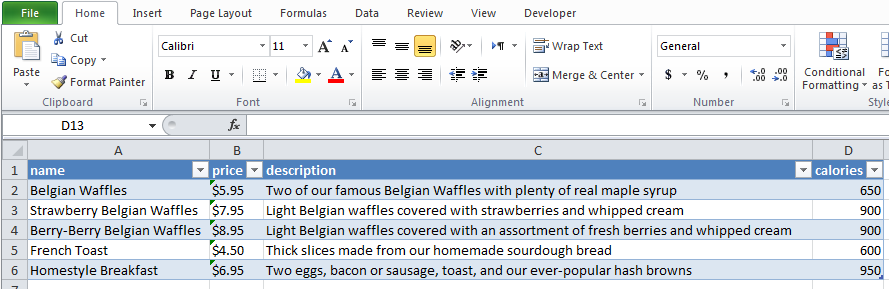 File Home Insert Page Layout Formulas Data Review View Developer
Cut Calibri 11 Wrap Text General
Copy
Paste Format Painter B I U Merge & Center $ % , Conditional Formatting
Clipboard Font Alignment Number
D13 fx
A B C D
1 name price description calories
2 Belgian Waffles $5.95 Two of our famous Belgian Waffles with plenty of real maple syrup 650
3 Strawberry Belgian Waffles $7.95 Light Belgian waffles covered with strawberries and whipped cream 900
4 Berry-Berry Belgian Waffles $8.95 Light Belgian waffles covered with an assortment of fresh berries and whipped cream 900
5 French Toast $4.50 Thick slices made from our homemade sourdough bread 600
6 Homestyle Breakfast $6.95 Two eggs, bacon or sausage, toast, and our ever-popular hash browns 950